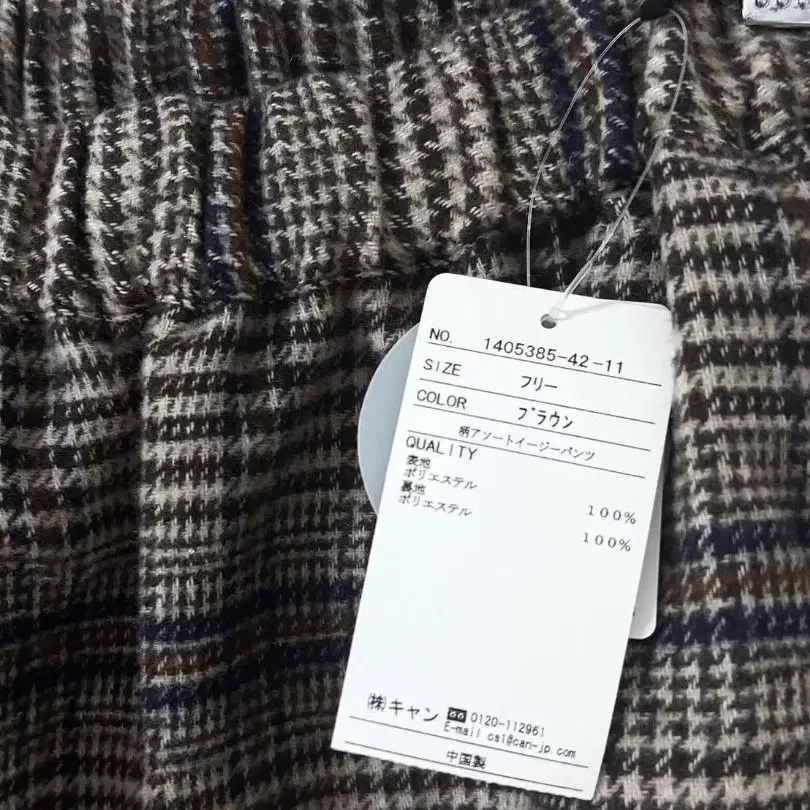 NO. 1405385-42-11
SIZE フリー
COLOR ブラウン
柄アソートイージーパンツ
QUALITY
表地
ポリエステル 100%
裏地
ポリエステル 100%
㈱キャン 0120-112961
E-mail cs1@can-jp.com
中国製